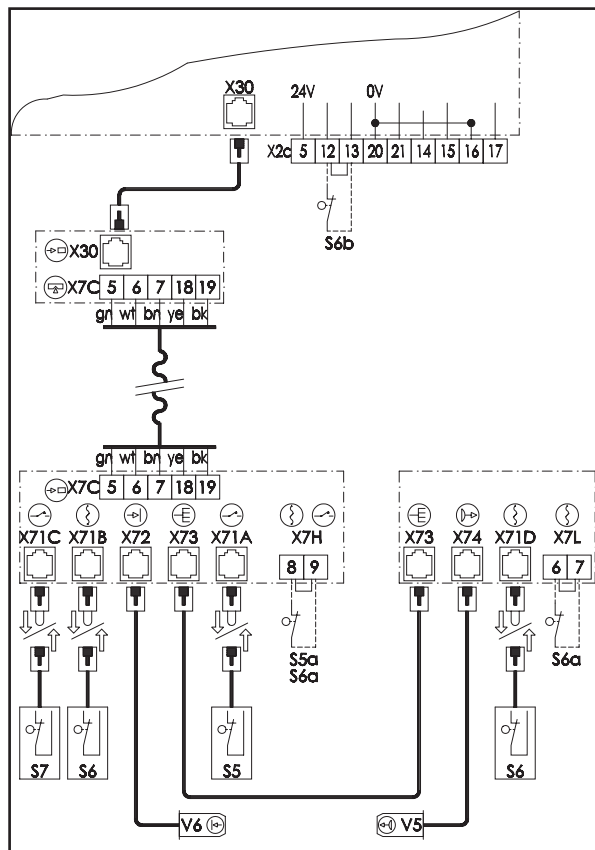 X30 24V 0V
X2c 5 12 13 20 21 14 15 16 17
S6b
X30
X7C 5 6 7 18 19
gn wt bn ye bk
gn wt bn ye bk
X7C 5 6 7 18 19
X71C X71B X72 X73 X71A X7H X73 X74 X71D X7L
8 9 6 7
S5a S6a
S6a
S7 S6 S5 S6
V6 V5